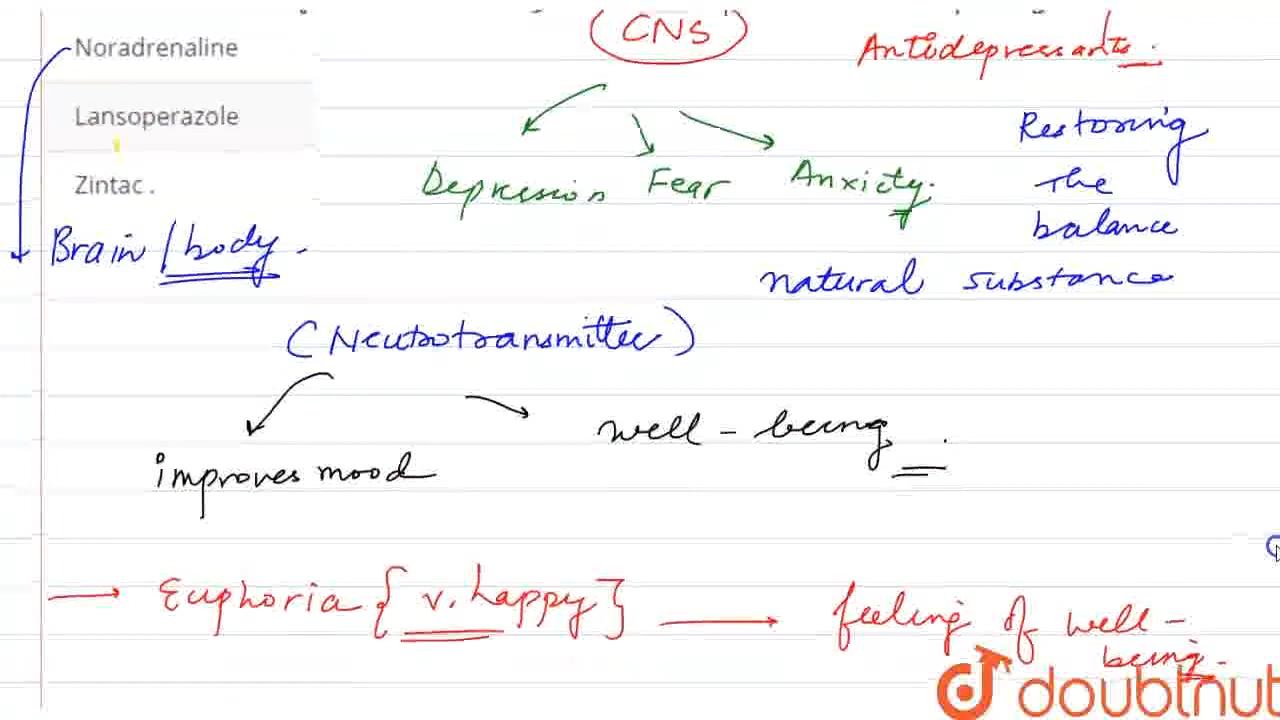 (CNS)
Noradrenaline
Antidepressants.
Lansoperazole
Restoring
Zintac .
Depression Fear Anxiety.
The
balance
Brain / body.
natural substance
(Neurotransmitter)
well - being.
improves mood
→ Euphoria { v. happy } → feeling of well -
being.
doubtnut